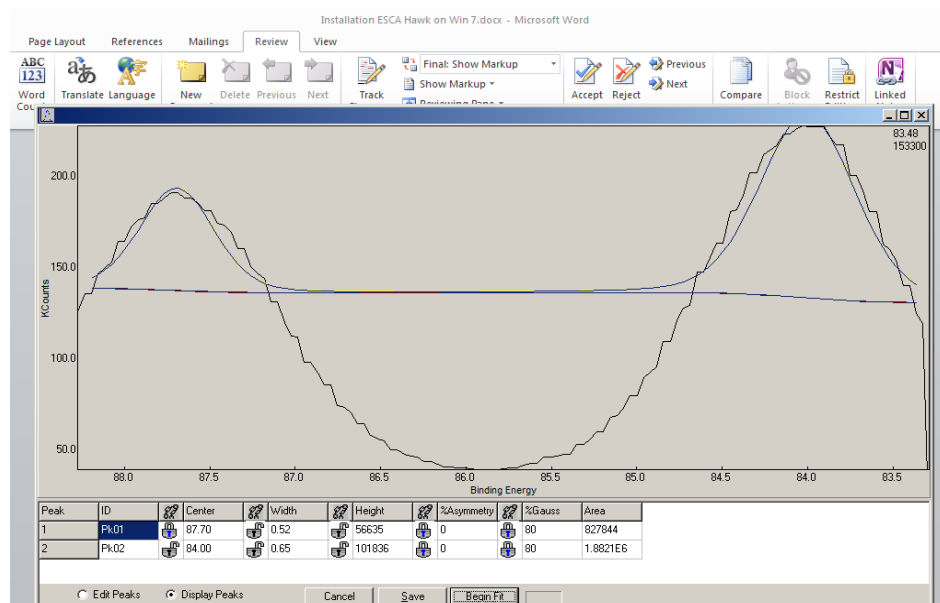 Installation ESCA Hawk on Win 7.docx - Microsoft Word
Page Layout References Mailings Review View
ABC
123
Word
Translate Language
New
Delete Previous Next
Track
Final: Show Markup
Show Markup
Accept Reject
Previous
Next
Compare
Block
Restrict
Linked
83.48
153300
200.0
150.0
100.0
50.0
KCounts
88.0 87.5 87.0 86.5 86.0 85.5 85.0 84.5 84.0 83.5
Binding Energy
Peak ID Center Width Height %Asymmetry %Gauss Area
1 Pk01 87.70 0.52 56635 0 80 827844
2 Pk02 84.00 0.65 101836 0 80 1.8821E6
Edit Peaks Display Peaks Cancel Save Begin Fit